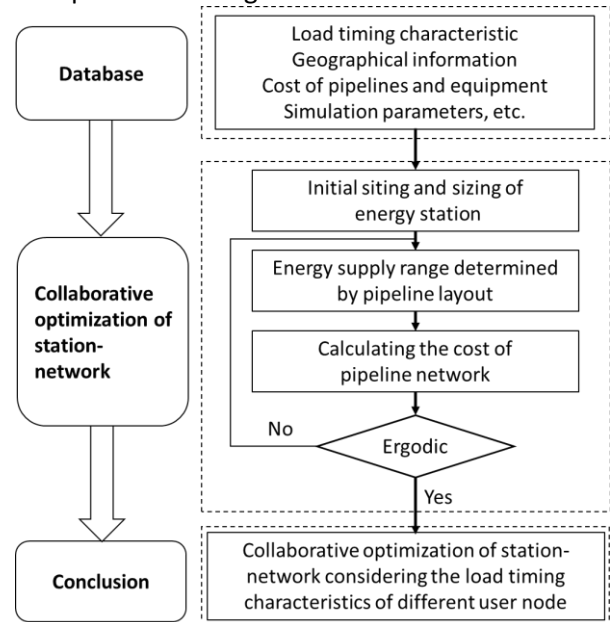 Database
Load timing characteristic
Geographical information
Cost of pipelines and equipment
Simulation parameters, etc.
Collaborative
optimization of
station-
network
Initial siting and sizing of
energy station
Energy supply range determined
by pipeline layout
Calculating the cost of
pipeline network
Ergodic
No
Yes
Conclusion
Collaborative optimization of station-
network considering the load timing
characteristics of different user node